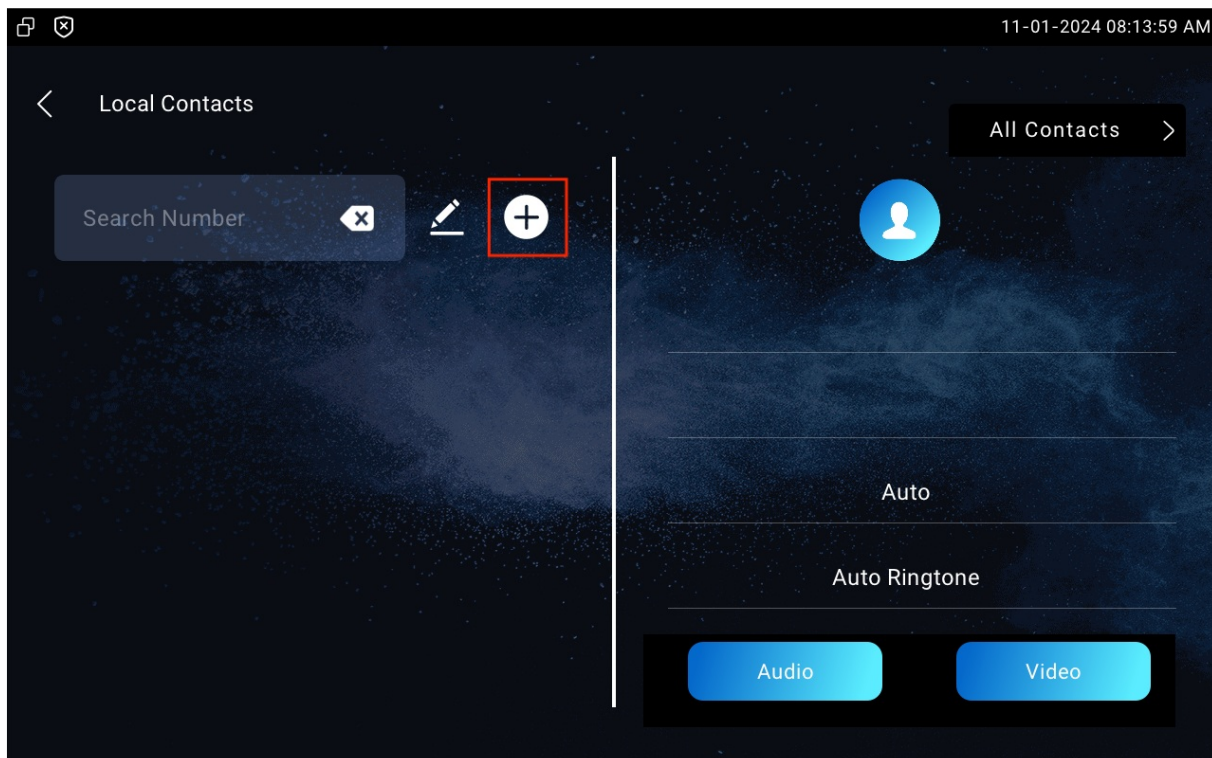 11-01-2024 08:13:59 AM
Local Contacts
All Contacts
Search Number
Auto
Auto Ringtone
Audio
Video